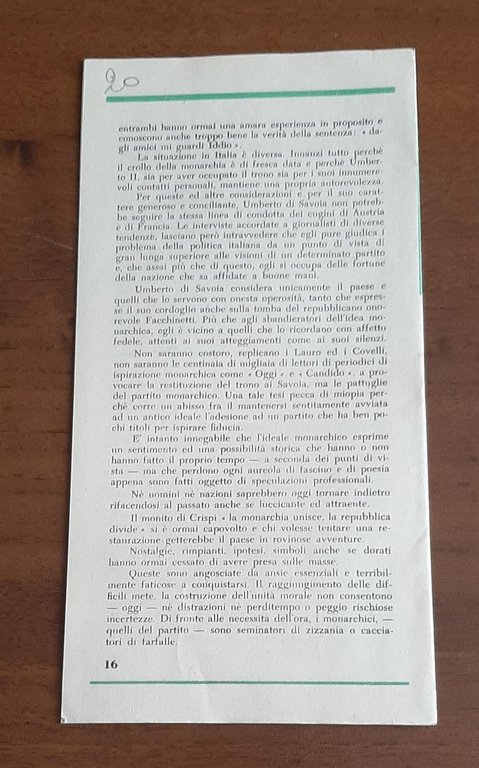 20
entrambi hanno ormai una amara esperienza in proposito e
conoscono anche troppo bene la verità della sentenza: « da-
gli amici mi guardi Iddio ».
La situazione in Italia è diversa. Innanzi tutto perchè
il crollo della monarchia è di fresca data e perchè Umber-
to II, sia per aver occupato il trono sia per i suoi innume-
voli contatti personali, mantiene una propria autorevolezza.
Per queste ed altre considerazioni e per il suo carat-
tere generoso e conciliante, Umberto di Savoia non potreb-
be seguire la stessa linea di condotta dei cugini di Austria
e di Francia. Le interviste accordate a giornalisti di diverse
tendenze, lasciano però intravvedere che egli pure giudica i
problema della politica italiana da un punto di vista di
gran lunga superiore alle visioni di un determinato partito
e, che assai più che di questo, egli si occupa delle fortune
della nazione che sa affidate a buone mani.
Umberto di Savoia considera unicamente il paese e
quelli che lo servono con onesta operosità, tanto che espres-
se il suo cordoglio anche sulla tomba del repubblicano ono-
revole Facchinetti. Più che agli sbandieratori dell'idea mo-
narchica, egli è vicino a quelli che lo ricordano con affetto
fedele, attenti ai suoi atteggiamenti come ai suoi silenzi.
Non saranno costoro, replicano i Lauro ed i Covelli,
non saranno le centinaia di migliaia di lettori di periodici di
ispirazione monarchica come « Oggi » e « Candido », a pro-
vocare la restituzione del trono ai Savoia, ma le pattuglie
del partito monarchico. Una tale tesi pecca di miopia per-
chè corre un abisso fra il mantenersi sentitamente avviata
ad un antico ideale l'adesione ad un partito che ha ben po-
chi titoli per ispirare fiducia.
E' intanto innegabile che l'ideale monarchico esprime
un sentimento ed una possibilità storica che hanno o non
hanno fatto il proprio tempo — a seconda dei punti di vi-
sta — ma che perdono ogni aureola di fascino e di poesia
appena sono fatti oggetto di speculazioni professionali.
Nè uomini nè nazioni saprebbero oggi tornare indietro
rifacendosi al passato anche se luccicante ed attraente.
Il monito di Crispi « la monarchia unisce, la repubblica
divide » si è ormai capovolto e chi volesse tentare una re-
staurazione getterebbe il paese in rovinose avventure.
Nostalgie, rimpianti, ipotesi, simboli anche se dorati
hanno ormai cessato di avere presa sulle masse.
Queste sono angosciate da ansie essenziali e terribil-
mente faticose a conquistarsi. Il raggiungimento delle dif-
ficili mete, la costruzione dell'unità morale non consentono
— oggi — nè distrazioni nè perditempo o peggio rischiose
incertezze. Di fronte alle necessità dell'ora, i monarchici, —
quelli del partito — sono seminatori di zizzania o caccia-
tori di farfalle.
16